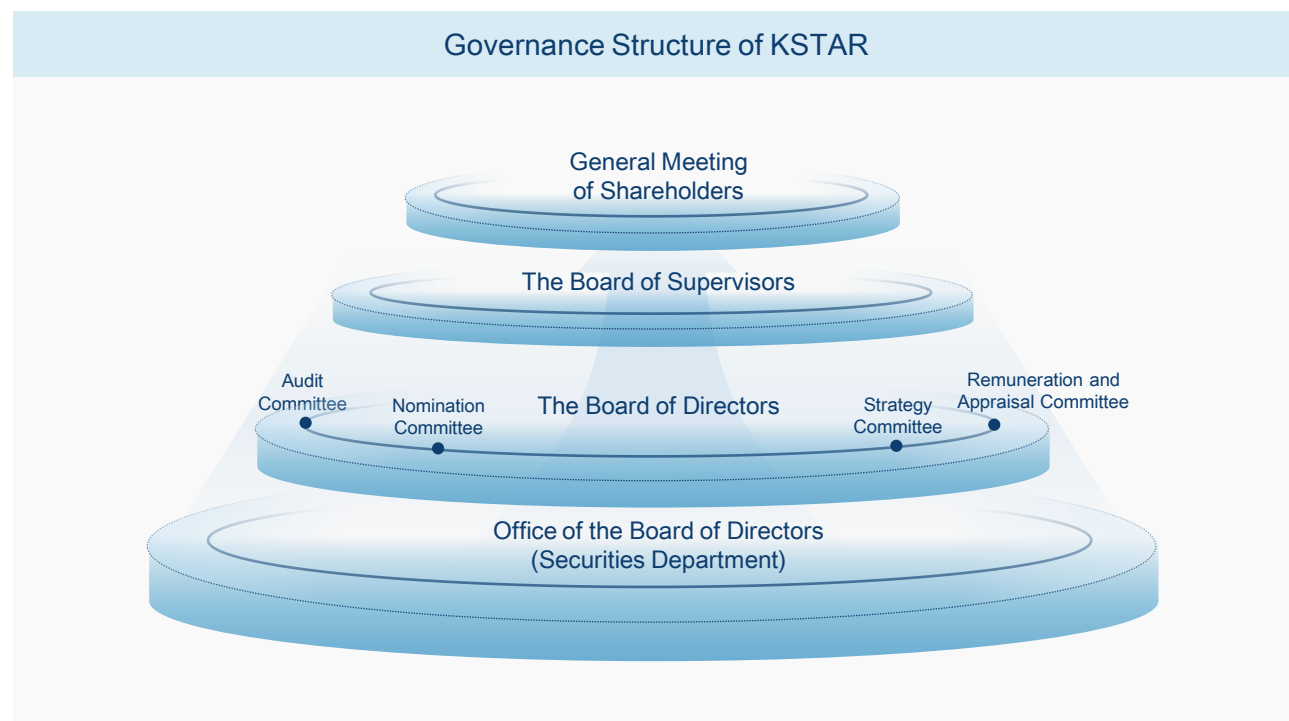 Governance Structure of KSTAR
General Meeting
of Shareholders
The Board of Supervisors
Audit
Committee
Nomination
Committee
The Board of Directors
Strategy
Committee
Remuneration and
Appraisal Committee
Office of the Board of Directors
(Securities Department)